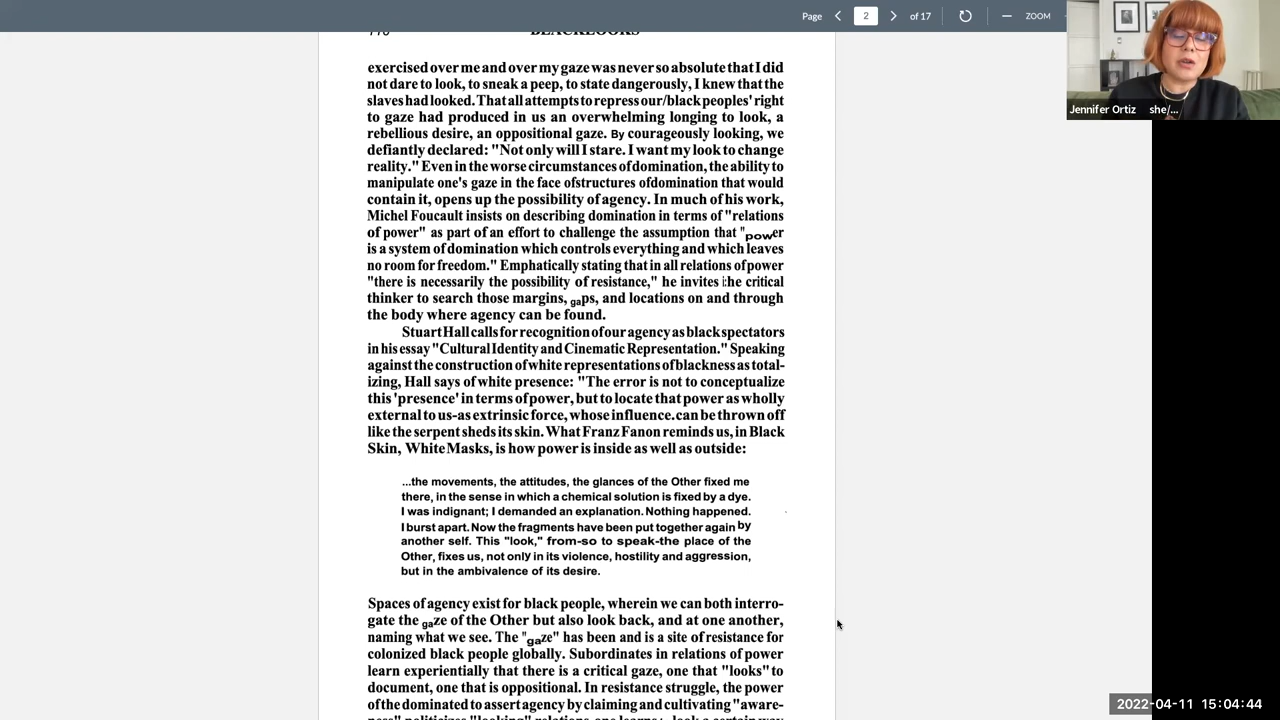 Page 2 of 17 ZOOM
BLACKLOOKS
exercised over me and over my gaze was never so absolute that I did
not dare to look, to sneak a peep, to state dangerously, I knew that the
slaves had looked. That all attempts to repress our/black peoples' right
to gaze had produced in us an overwhelming longing to look, a
rebellious desire, an oppositional gaze. By courageously looking, we
defiantly declared: "Not only will I stare. I want my look to change
reality." Even in the worse circumstances of domination, the ability to
manipulate one's gaze in the face ofstructures ofdomination that would
contain it, opens up the possibility of agency. In much of his work,
Michel Foucault insists on describing domination in terms of "relations
of power" as part of an effort to challenge the assumption that "power
is a system of domination which controls everything and which leaves
no room for freedom." Emphatically stating that in all relations of power
"there is necessarily the possibility of resistance," he invites the critical
thinker to search those margins, gaps, and locations on and through
the body where agency can be found.
Stuart Hall calls for recognition of our agency as black spectators
in his essay "Cultural Identity and Cinematic Representation." Speaking
against the construction of white representations of blackness as total-
izing, Hall says of white presence: "The error is not to conceptualize
this 'presence' in terms of power, but to locate that power as wholly
external to us-as extrinsic force, whose influence.can be thrown off
like the serpent sheds its skin. What Franz Fanon reminds us, in Black
Skin, White Masks, is how power is inside as well as outside:
...the movements, the attitudes, the glances of the Other fixed me
there, in the sense in which a chemical solution is fixed by a dye.
I was indignant; I demanded an explanation. Nothing happened.
I burst apart. Now the fragments have been put together again by
another self. This "look," from-so to speak-the place of the
Other, fixes us, not only in its violence, hostility and aggression,
but in the ambivalence of its desire.
Spaces of agency exist for black people, wherein we can both interro-
gate the gaze of the Other but also look back, and at one another,
naming what we see. The "gaze" has been and is a site of resistance for
colonized black people globally. Subordinates in relations of power
learn experientially that there is a critical gaze, one that "looks" to
document, one that is oppositional. In resistance struggle, the power
of the dominated to assert agency by claiming and cultivating "aware-
ness" politicizes "looking" relations one learns to look a certain way
Jennifer Ortiz she/...
2022-04-11 15:04:44